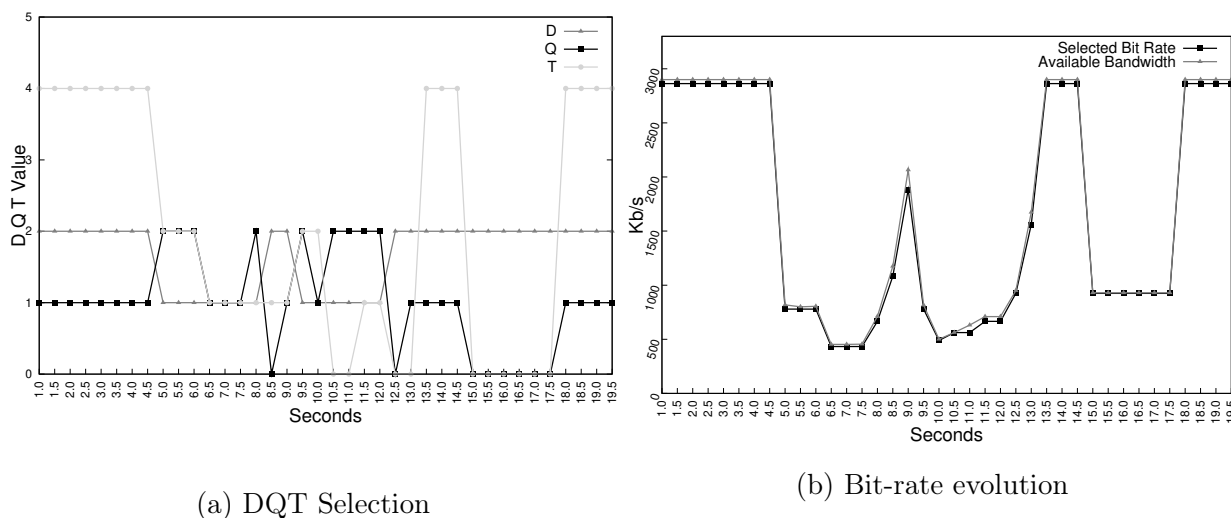 5
4
3
2
1
0
DQT Value
D
Q
T
1.0 1.5 2.0 2.5 3.0 3.5 4.0 4.5 5.0 5.5 6.0 6.5 7.0 7.5 8.0 8.5 9.0 9.5 10.0 10.5 11.0 11.5 12.0 12.5 13.0 13.5 14.0 14.5 15.0 15.5 16.0 16.5 17.0 17.5 18.0 18.5 19.0 19.5
Seconds
(a) DQT Selection
3000
2500
2000
1500
1000
500
0
Kb/s
Selected Bit Rate
Available Bandwidth
1.0 1.5 2.0 2.5 3.0 3.5 4.0 4.5 5.0 5.5 6.0 6.5 7.0 7.5 8.0 8.5 9.0 9.5 10.0 10.5 11.0 11.5 12.0 12.5 13.0 13.5 14.0 14.5 15.0 15.5 16.0 16.5 17.0 17.5 18.0 18.5 19.0 19.5
Seconds
(b) Bit-rate evolution